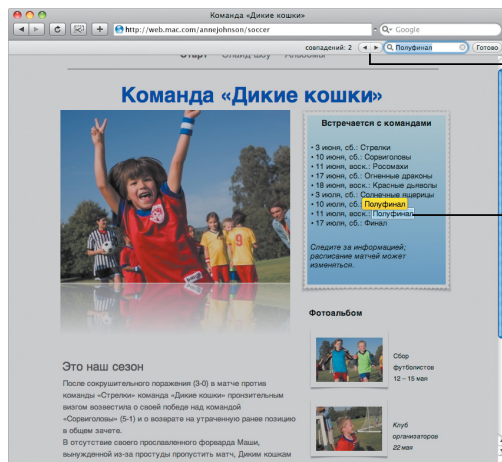 Команда «Дикие кошки»
http://web.mac.com/annejohnson/soccer
Google
совпадений: 2
Полуфинал
Готово
Старт Слайд-шоу Альбомы
Команда «Дикие кошки»
Встречается с командами
• 3 июня, сб.: Стрелки
• 10 июня, сб.: Сорвиголовы
• 11 июня, воск.: Росомахи
• 17 июня, сб.: Огненные драконы
• 18 июня, воск.: Красные дьяволы
• 3 июля, сб.: Солнечные ящерицы
• 10 июля, сб.: Полуфинал
• 11 июля, воск.: Полуфинал
• 17 июля, сб.: Финал
Следите за информацией;
расписание матчей может
изменяться.
Фотоальбом
Сбор
футболистов
12 – 15 мая
Клуб
организаторов
22 мая
Это наш сезон
После сокрушительного поражения (3-0) в матче против
команды «Стрелки» команда «Дикие кошки» пронзительным
визгом возвестила о своей победе над командой
«Сорвиголовы» (5-1) и о возврате на утраченную ранее позицию
в общем зачете.
В отсутствие своего прославленного форварда Маши,
вынужденной из-за простуды пропустить матч, Диким кошкам